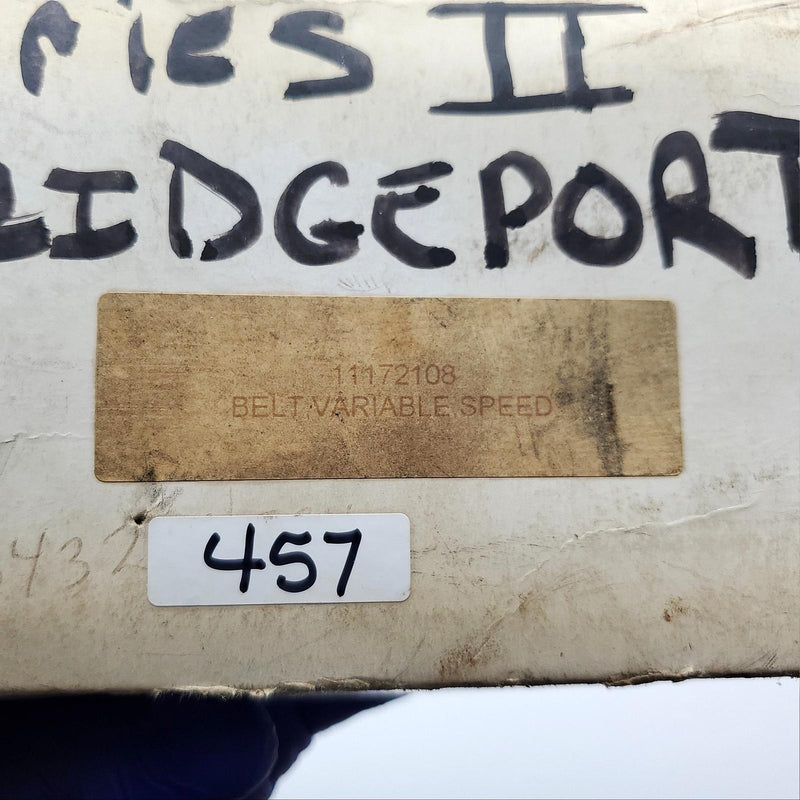 ries II
RIDGEPORT
11172108
BELT VARIABLE SPEED
457